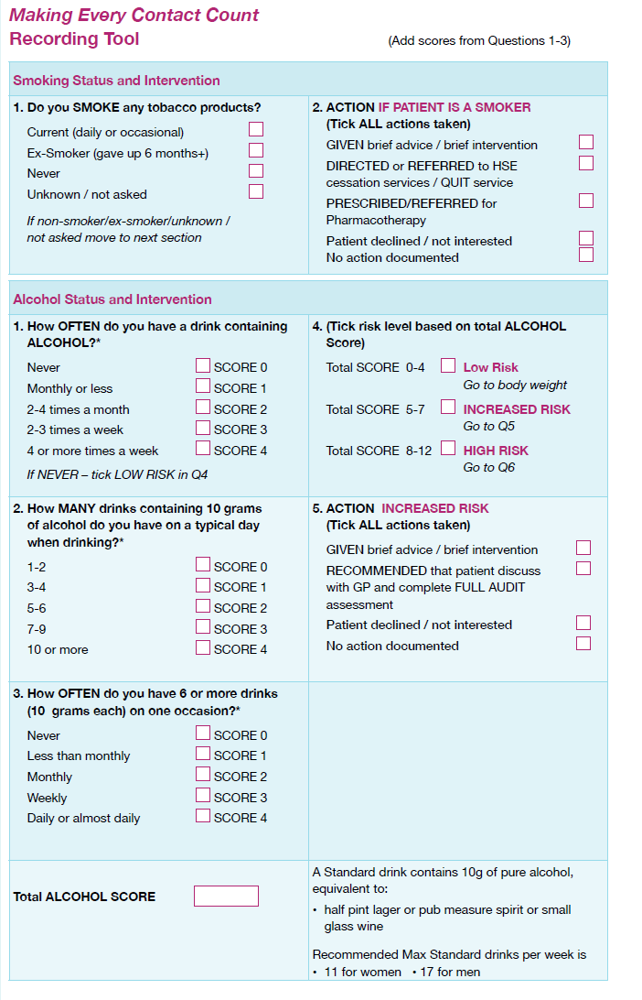 Making Every Contact Count
Recording Tool
(Add scores from Questions 1-3)
Smoking Status and Intervention
1. Do you SMOKE any tobacco products?
Current (daily or occasional)
Ex-Smoker (gave up 6 months+)
Never
Unknown / not asked
If non-smoker/ex-smoker/unknown /
not asked move to next section
2. ACTION IF PATIENT IS A SMOKER
(Tick ALL actions taken)
GIVEN brief advice / brief intervention
DIRECTED or REFERRED to HSE
cessation services / QUIT service
PRESCRIBED/REFERRED for
Pharmacotherapy
Patient declined / not interested
No action documented
Alcohol Status and Intervention
1. How OFTEN do you have a drink containing
ALCOHOL?*
Never SCORE 0
Monthly or less SCORE 1
2-4 times a month SCORE 2
2-3 times a week SCORE 3
4 or more times a week SCORE 4
If NEVER – tick LOW RISK in Q4
4. (Tick risk level based on total ALCOHOL
Score)
Total SCORE 0-4 Low Risk
Go to body weight
Total SCORE 5-7 INCREASED RISK
Go to Q5
Total SCORE 8-12 HIGH RISK
Go to Q6
2. How MANY drinks containing 10 grams
of alcohol do you have on a typical day
when drinking?*
1-2 SCORE 0
3-4 SCORE 1
5-6 SCORE 2
7-9 SCORE 3
10 or more SCORE 4
5. ACTION INCREASED RISK
(Tick ALL actions taken)
GIVEN brief advice / brief intervention
RECOMMENDED that patient discuss
with GP and complete FULL AUDIT
assessment
Patient declined / not interested
No action documented
3. How OFTEN do you have 6 or more drinks
(10 grams each) on one occasion?*
Never SCORE 0
Less than monthly SCORE 1
Monthly SCORE 2
Weekly SCORE 3
Daily or almost daily SCORE 4
Total ALCOHOL SCORE
A Standard drink contains 10g of pure alcohol,
equivalent to:
• half pint lager or pub measure spirit or small
glass wine
Recommended Max Standard drinks per week is
• 11 for women • 17 for men